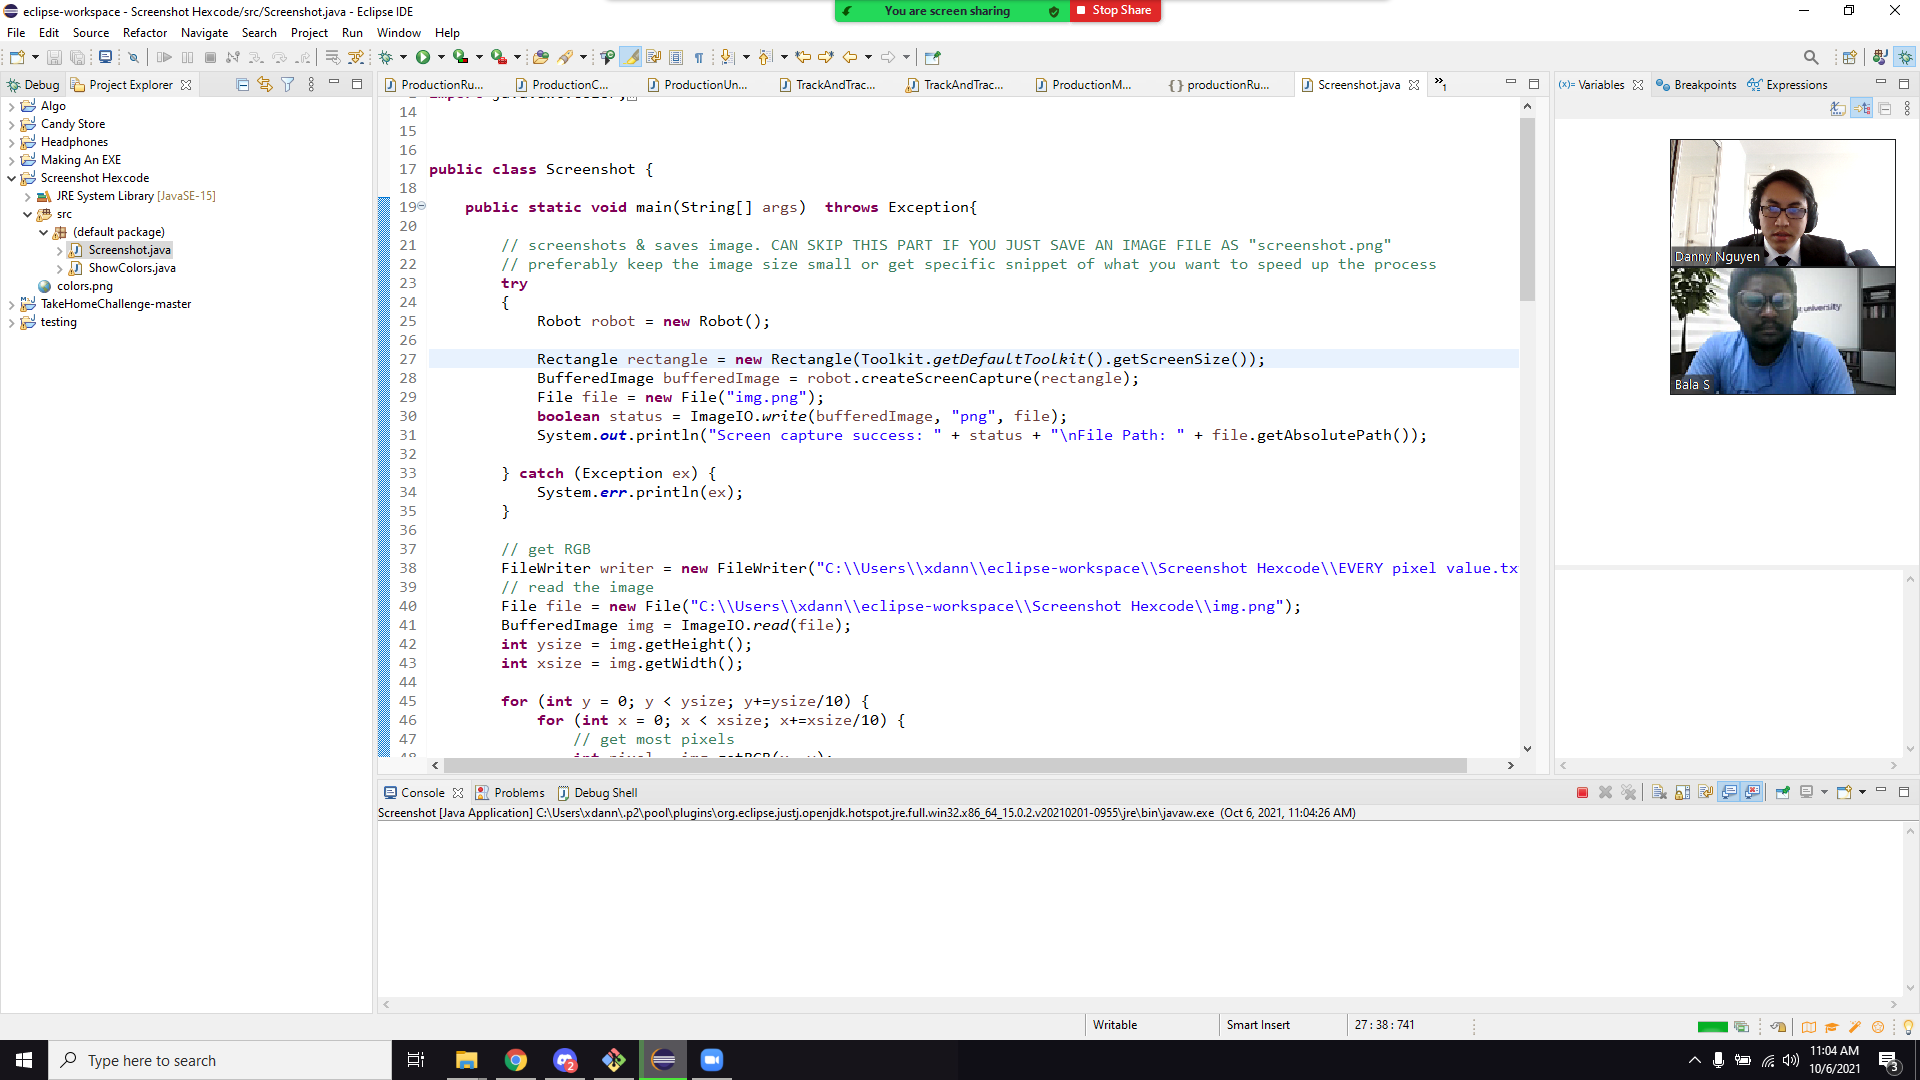 eclipse-workspace - Screenshot Hexcode/src/Screenshot.java - Eclipse IDE
You are screen sharing
Stop Share
File Edit Source Refactor Navigate Search Project Run Window Help
Debug Project Explorer
ProductionRu... ProductionC... ProductionUn... TrackAndTrac... TrackAndTrac... ProductionM... productionRu... Screenshot.java »1
(x)= Variables Breakpoints Expressions
Algo
Candy Store
Headphones
Making An EXE
Screenshot Hexcode
JRE System Library [JavaSE-15]
src
(default package)
Screenshot.java
ShowColors.java
colors.png
TakeHomeChallenge-master
testing
14
15
16
17 public class Screenshot {
18
19 public static void main(String[] args)  throws Exception{
20
21 // screenshots & saves image. CAN SKIP THIS PART IF YOU JUST SAVE AN IMAGE FILE AS "screenshot.png"
22 // preferably keep the image size small or get specific snippet of what you want to speed up the process
23 try
24 {
25 Robot robot = new Robot();
26
27 Rectangle rectangle = new Rectangle(Toolkit.getDefaultToolkit().getScreenSize());
28 BufferedImage bufferedImage = robot.createScreenCapture(rectangle);
29 File file = new File("img.png");
30 boolean status = ImageIO.write(bufferedImage, "png", file);
31 System.out.println("Screen capture success: " + status + "\nFile Path: " + file.getAbsolutePath());
32
33 } catch (Exception ex) {
34 System.err.println(ex);
35 }
36
37 // get RGB
38 FileWriter writer = new FileWriter("C:\\Users\\xdann\\eclipse-workspace\\Screenshot Hexcode\\EVERY pixel value.tx
39 // read the image
40 File file = new File("C:\\Users\\xdann\\eclipse-workspace\\Screenshot Hexcode\\img.png");
41 BufferedImage img = ImageIO.read(file);
42 int ysize = img.getHeight();
43 int xsize = img.getWidth();
44
45 for (int y = 0; y < ysize; y+=ysize/10) {
46 for (int x = 0; x < xsize; x+=xsize/10) {
47 // get most pixels
Danny Nguyen
university
Bala S
Console Problems Debug Shell
Screenshot [Java Application] C:\Users\xdann\.p2\pool\plugins\org.eclipse.justj.openjdk.hotspot.jre.full.win32.x86_64_15.0.2.v20210201-0955\jre\bin\javaw.exe (Oct 6, 2021, 11:04:26 AM)
Writable Smart Insert 27 : 38 : 741
Type here to search
2
11:04 AM
10/6/2021
3